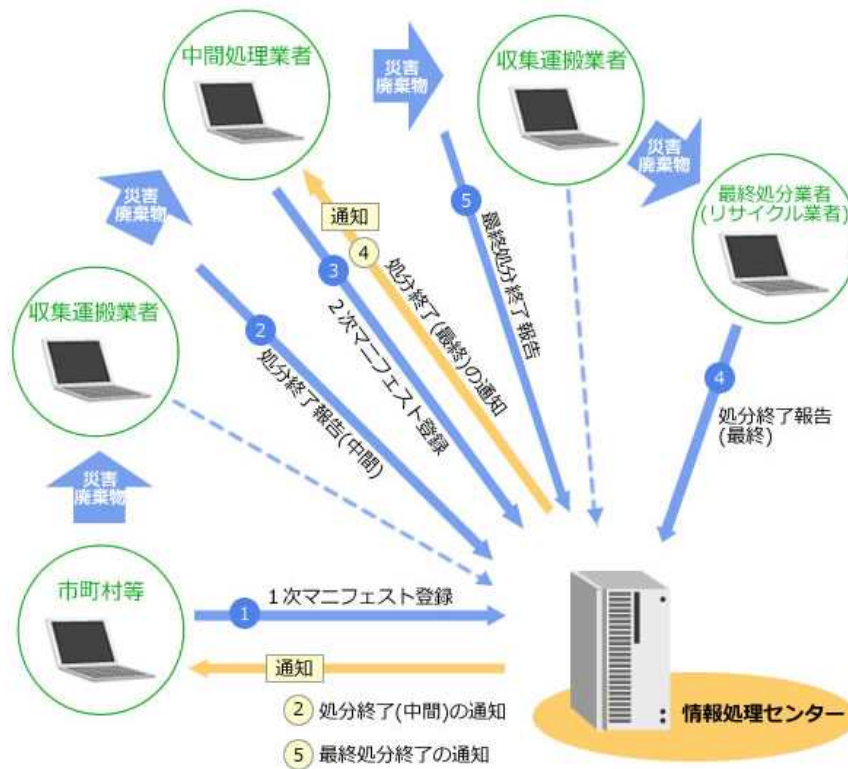 中間処理業者
災害
廃棄物
収集運搬業者
災害
廃棄物
最終処分業者
(リサイクル業者)
災害
廃棄物
通知
4
3
5
最終処分終了報告
処分終了(最終)の通知
2次マニフェスト登録
収集運搬業者
2
処分終了報告(中間)
4
処分終了報告
(最終)
災害
廃棄物
市町村等
1
1次マニフェスト登録
通知
2 処分終了(中間)の通知
5 最終処分終了の通知
情報処理センター